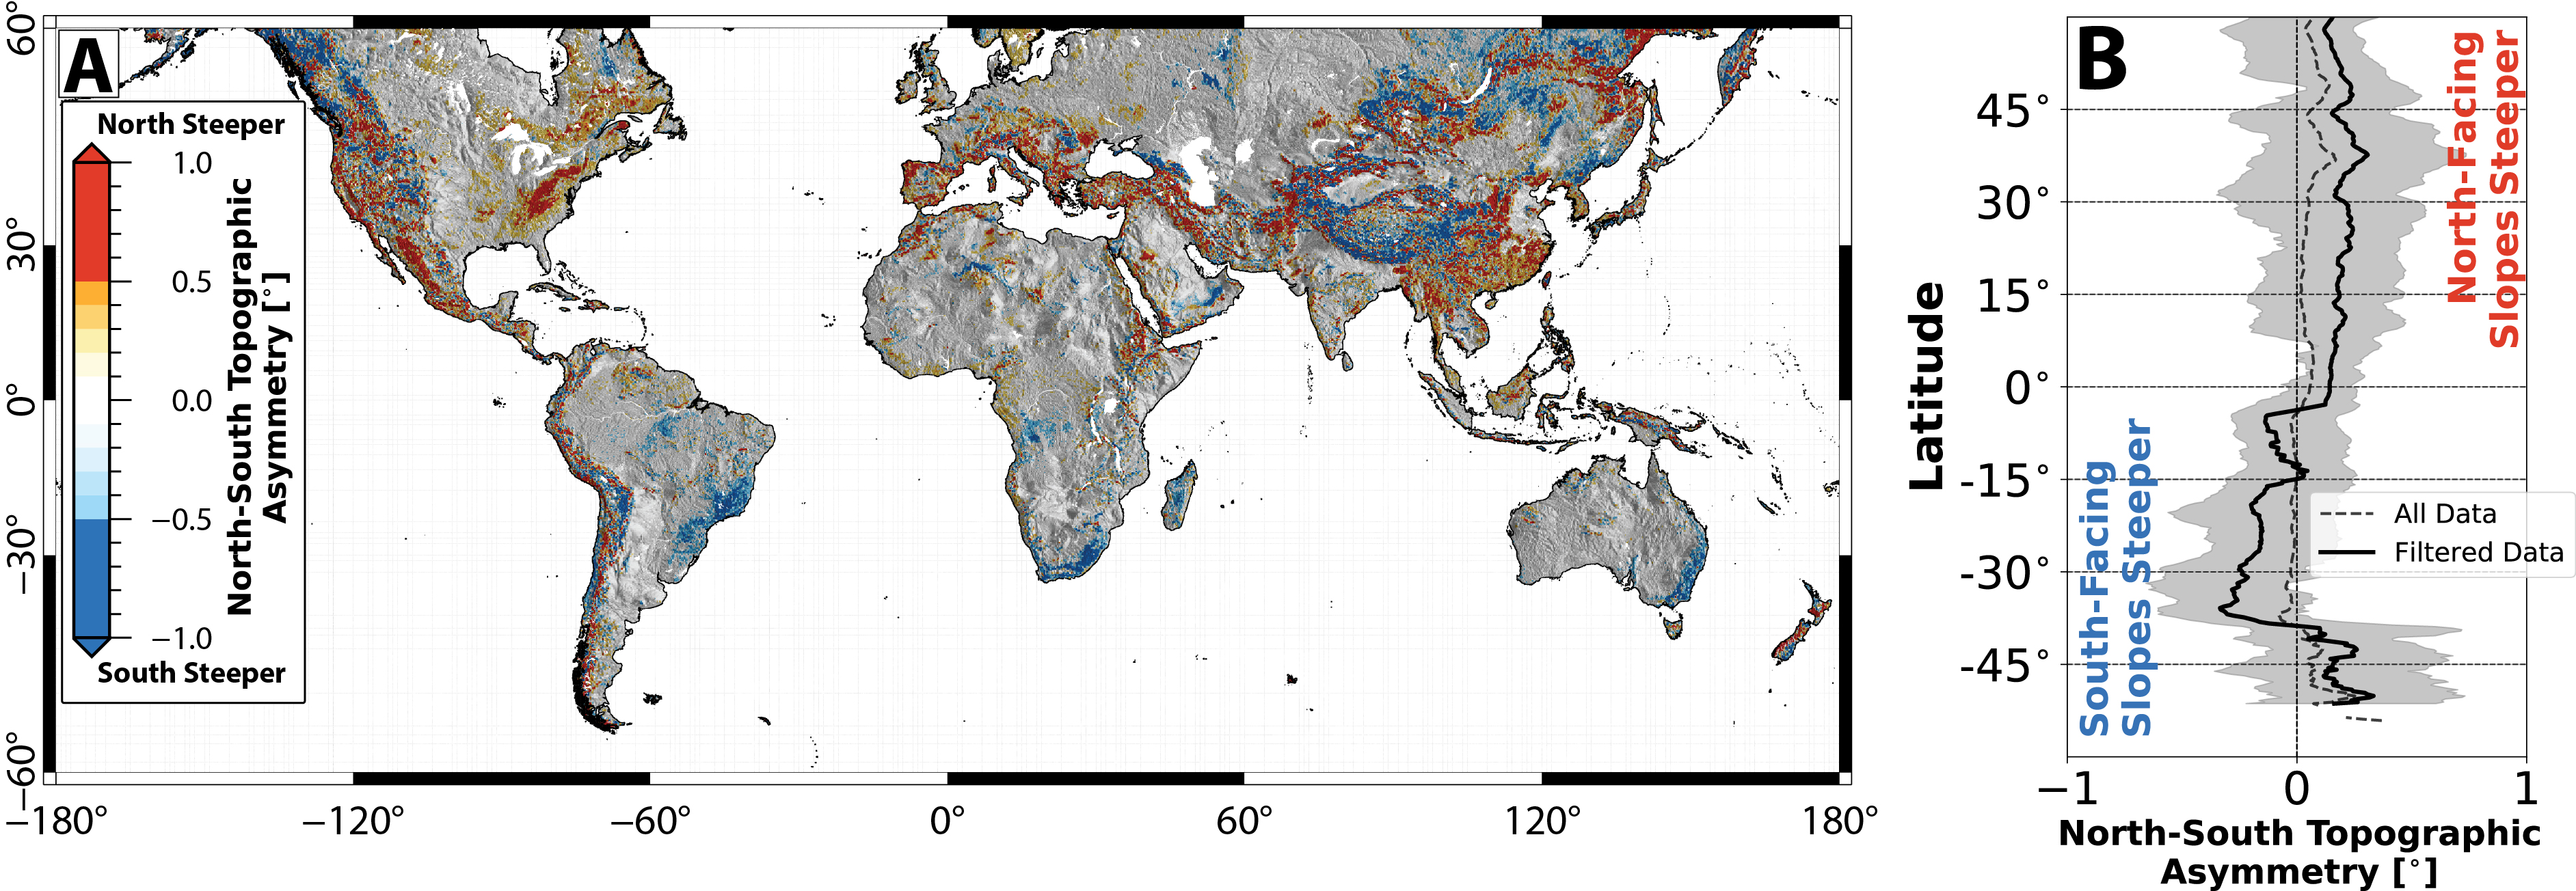 A
North Steeper
1.0
0.5
0.0
−0.5
−1.0
North-South Topographic
Asymmetry [°]
South Steeper
60°
30°
0°
−30°
−60°
−180°
−120°
−60°
0°
60°
120°
180°
B
North-Facing
Slopes Steeper
South-Facing
Slopes Steeper
Latitude
45°
30°
15°
0°
-15°
-30°
-45°
All Data
Filtered Data
−1
0
1
North-South Topographic
Asymmetry [°]